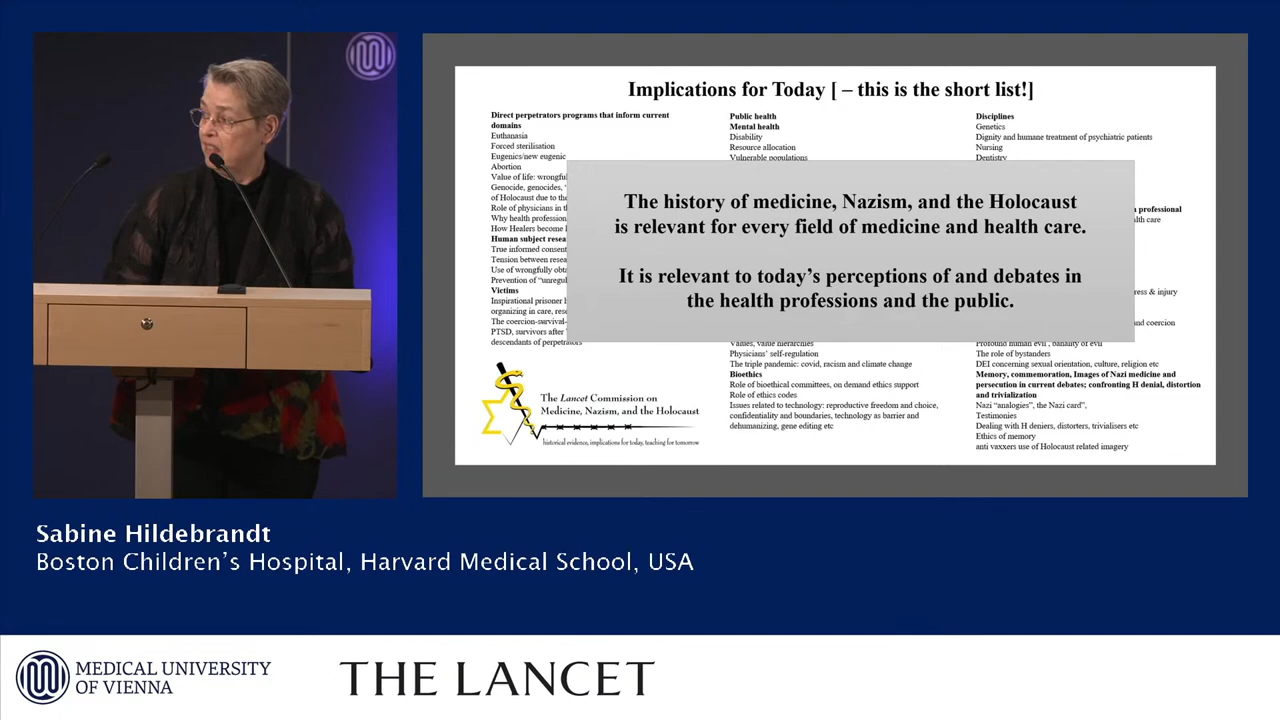 Implications for Today [ – this is the short list!]
Direct perpetrators programs that inform current
domains
Euthanasia
Forced sterilisation
Eugenics/new eugenic
Abortion
Value of life: wrongful
Genocide, genocides,
of Holocaust due to the
Role of physicians in t
Why health profession
How Healers become
Human subject resea
True informed consent
Tension between resea
Use of wrongfully obta
Prevention of "unregul
Victims
Inspirational prisoner
organizing in care, res
The coercion-survival-
PTSD, survivors after
descendants of perpetrators
Public health
Mental health
Disability
Resource allocation
Vulnerable populations
The history of medicine, Nazism, and the Holocaust
is relevant for every field of medicine and health care.
It is relevant to today's perceptions of and debates in
the health professions and the public.
Values, value hierarchies
Physicians' self-regulation
The triple pandemic: covid, racism and climate change
Bioethics
Role of bioethical committees, on demand ethics support
Role of ethics codes
Issues related to technology: reproductive freedom and choice,
confidentiality and boundaries, technology as barrier and
dehumanizing, gene editing etc
Disciplines
Genetics
Dignity and humane treatment of psychiatric patients
Nursing
Dentistry
professional
lth care
ress & injury
and coercion
Profound human evil , banality of evil
The role of bystanders
DEI concerning sexual orientation, culture, religion etc
Memory, commemoration, Images of Nazi medicine and
persecution in current debates; confronting H denial, distortion
and trivialization
Nazi "analogies", the Nazi card",
Testimonies
Dealing with H deniers, distorters, trivialisers etc
Ethics of memory
anti vaxxers use of Holocaust related imagery
The Lancet Commission on
Medicine, Nazism, and the Holocaust
historical evidence, implications for today, teaching for tomorrow
Sabine Hildebrandt
Boston Children's Hospital, Harvard Medical School, USA
MEDICAL UNIVERSITY
OF VIENNA
THE LANCET